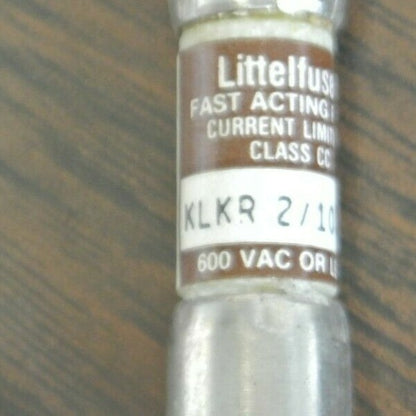 Littelfuse
FAST ACTING
CURRENT LIMIT
CLASS CC
KLKR 2/10
600 VAC OR L